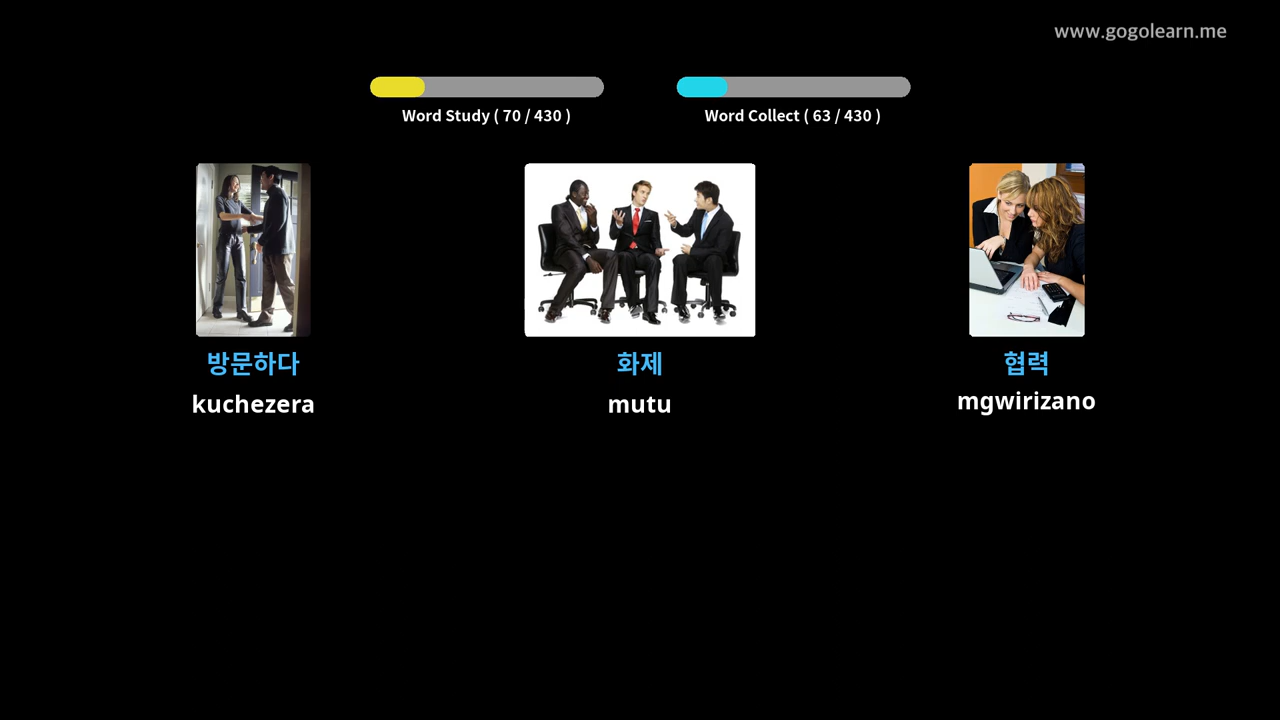 www.gogolearn.me
Word Study ( 70 / 430 )
Word Collect ( 63 / 430 )
방문하다
화제
협력
kuchezera
mutu
mgwirizano